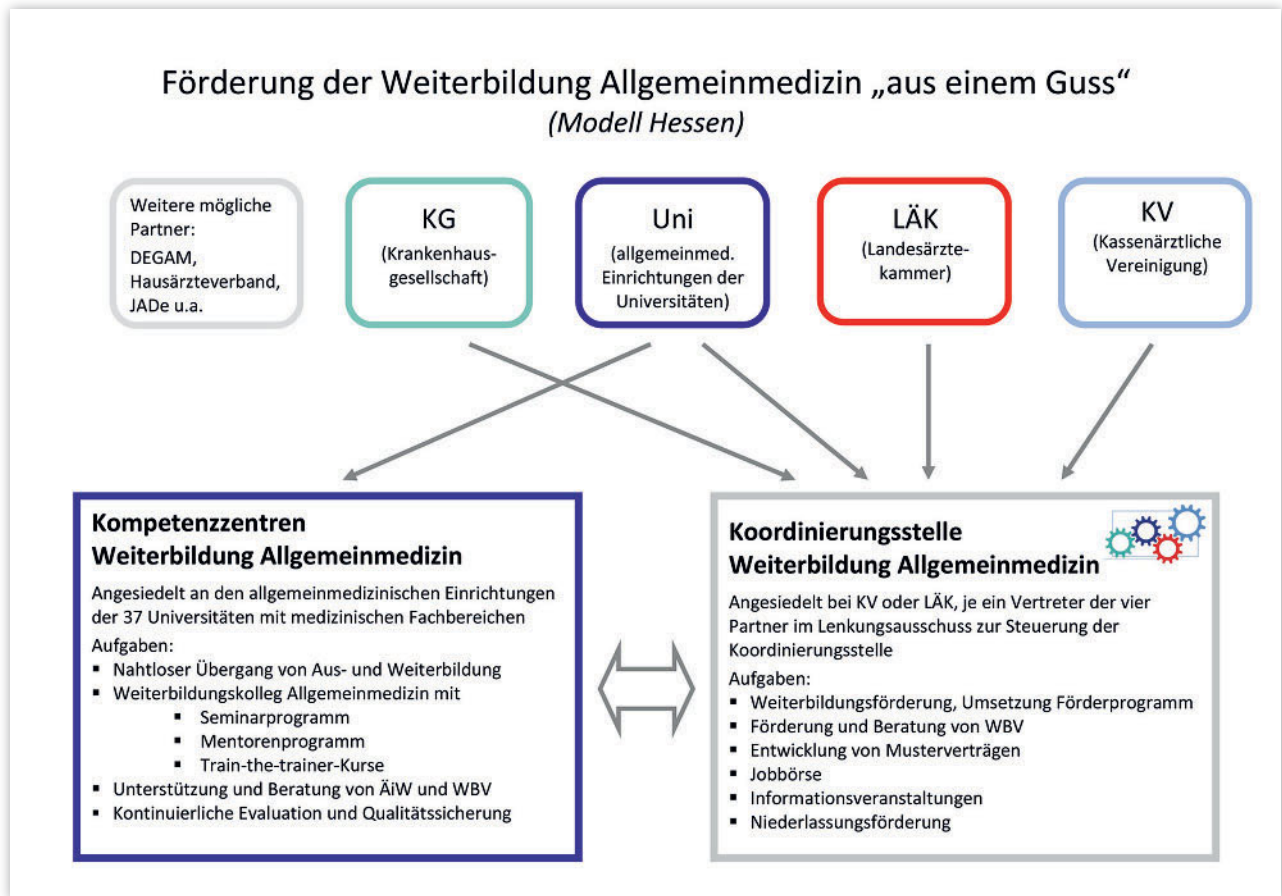 Förderung der Weiterbildung Allgemeinmedizin „aus einem Guss“
(Modell Hessen)
Weitere mögliche
Partner:
DEGAM,
Hausärzteverband,
JADe u.a.
KG
(Krankenhaus-
gesellschaft)
Uni
(allgemeinmed.
Einrichtungen der
Universitäten)
LÄK
(Landesärzte-
kammer)
KV
(Kassenärztliche
Vereinigung)
Kompetenzzentren
Weiterbildung Allgemeinmedizin
Angesiedelt an den allgemeinmedizinischen Einrichtungen
der 37 Universitäten mit medizinischen Fachbereichen
Aufgaben:
▪ Nahtloser Übergang von Aus- und Weiterbildung
▪ Weiterbildungskolleg Allgemeinmedizin mit
▪ Seminarprogramm
▪ Mentorenprogramm
▪ Train-the-trainer-Kurse
▪ Unterstützung und Beratung von ÄiW und WBV
▪ Kontinuierliche Evaluation und Qualitätssicherung
Koordinierungsstelle
Weiterbildung Allgemeinmedizin
Angesiedelt bei KV oder LÄK, je ein Vertreter der vier
Partner im Lenkungsausschuss zur Steuerung der
Koordinierungsstelle
Aufgaben:
▪ Weiterbildungsförderung, Umsetzung Förderprogramm
▪ Förderung und Beratung von WBV
▪ Entwicklung von Musterverträgen
▪ Jobbörse
▪ Informationsveranstaltungen
▪ Niederlassungsförderung